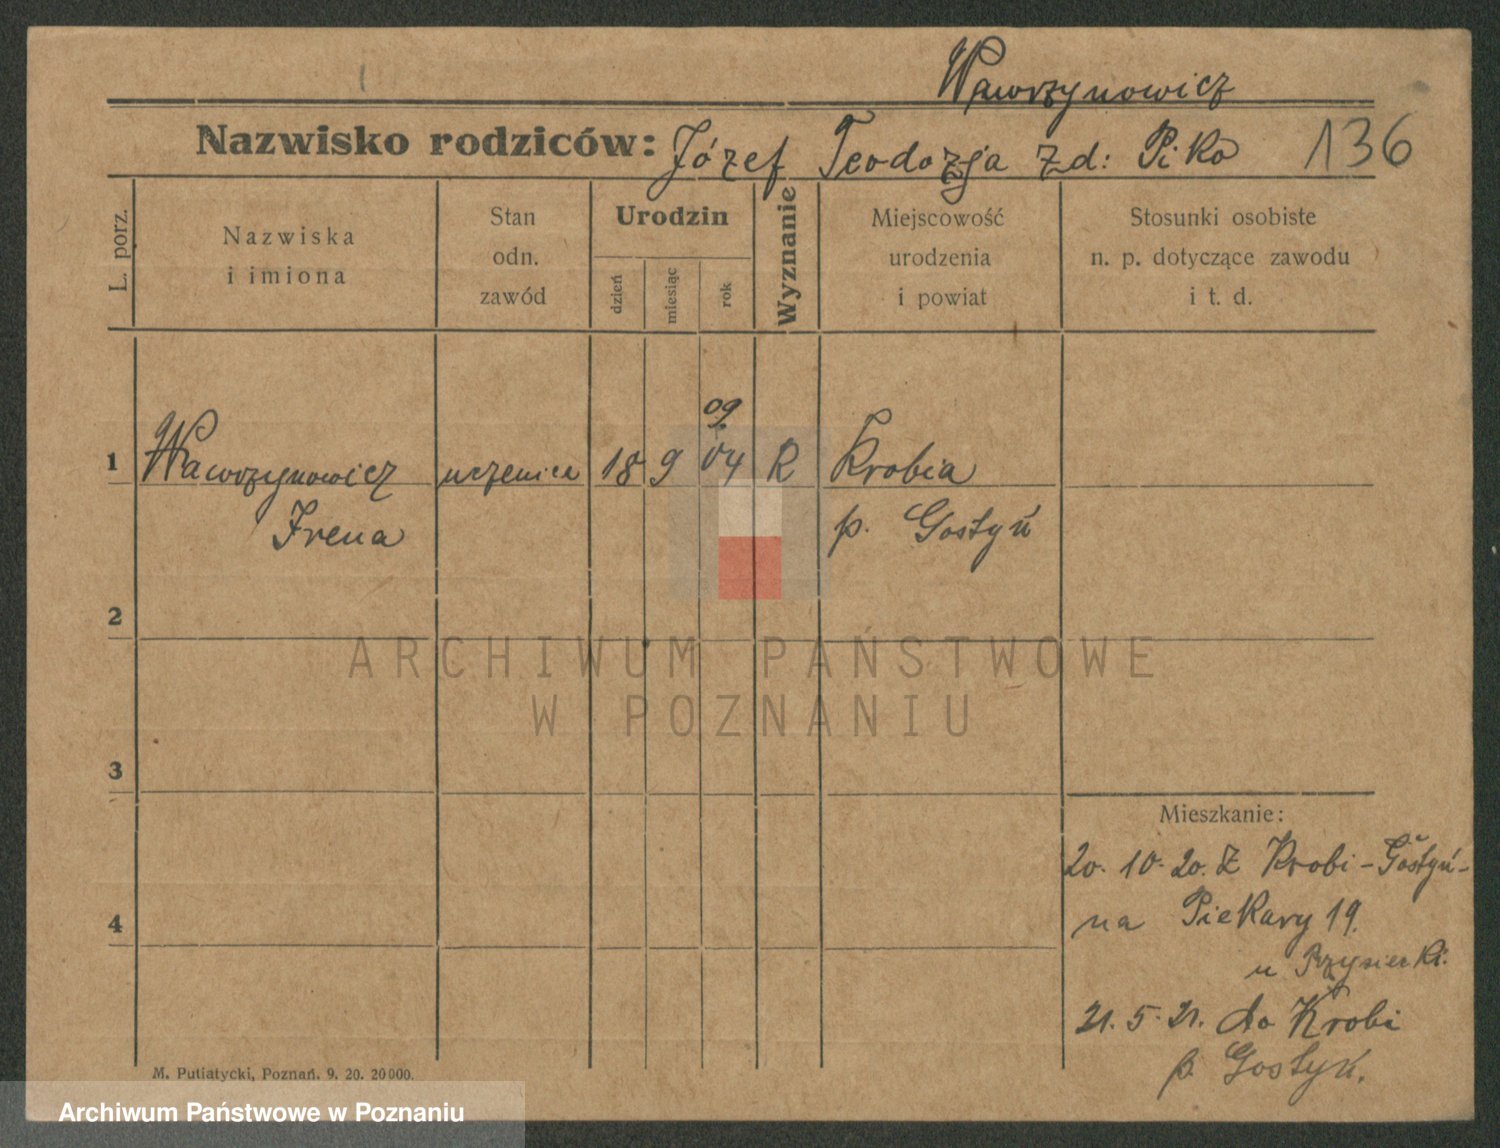 Wawrzynowicz
Nazwisko rodziców: Józef Teodozja Zd: Piko 136
L. porz.
Nazwiska
i imiona
Stan
odn.
zawód
Urodzin
dzień
miesiąc
rok
Wyznanie
Miejscowość
urodzenia
i powiat
Stosunki osobiste
n. p. dotyczące zawodu
i t. d.
09
1 Wawrzynowicz uczenica 18 9 04 R Krobia
Irena p. Gostyń
2
ARCHIWUM PAŃSTWOWE
W POZNANIU
3
Mieszkanie:
20. 10. 20. Z Krobi - Gostyń -
4
na Piekary 19.
u Przysiecki.
21. 5. 21. do Krobi
p. Gostyń.
M. Putiatycki, Poznań. 9. 20. 20000.
Archiwum Państwowe w Poznaniu